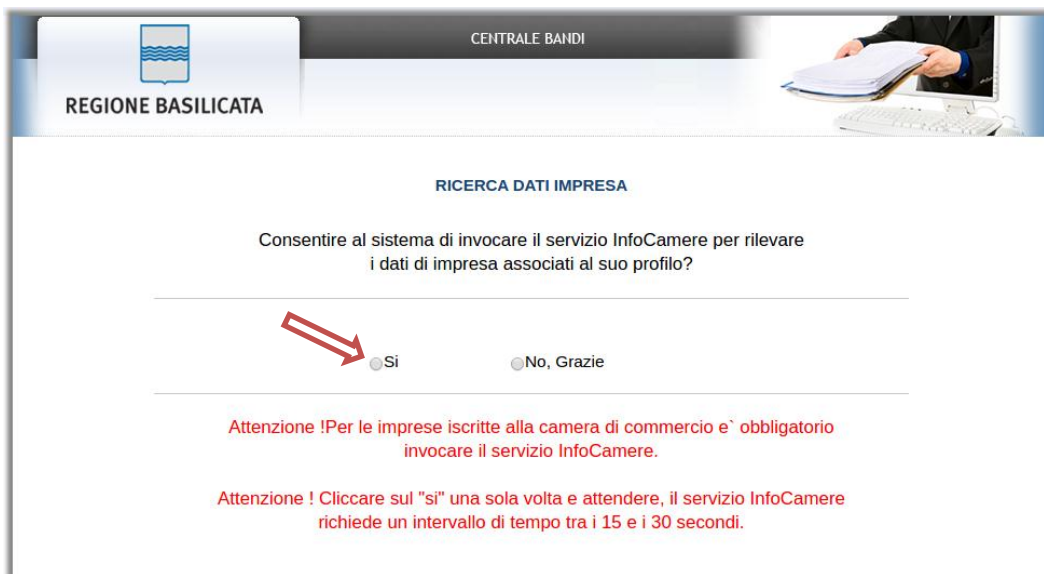 CENTRALE BANDI
REGIONE BASILICATA
RICERCA DATI IMPRESA
Consentire al sistema di invocare il servizio InfoCamere per rilevare
i dati di impresa associati al suo profilo?
Si No, Grazie
Attenzione !Per le imprese iscritte alla camera di commercio e` obbligatorio
invocare il servizio InfoCamere.
Attenzione ! Cliccare sul "si" una sola volta e attendere, il servizio InfoCamere
richiede un intervallo di tempo tra i 15 e i 30 secondi.